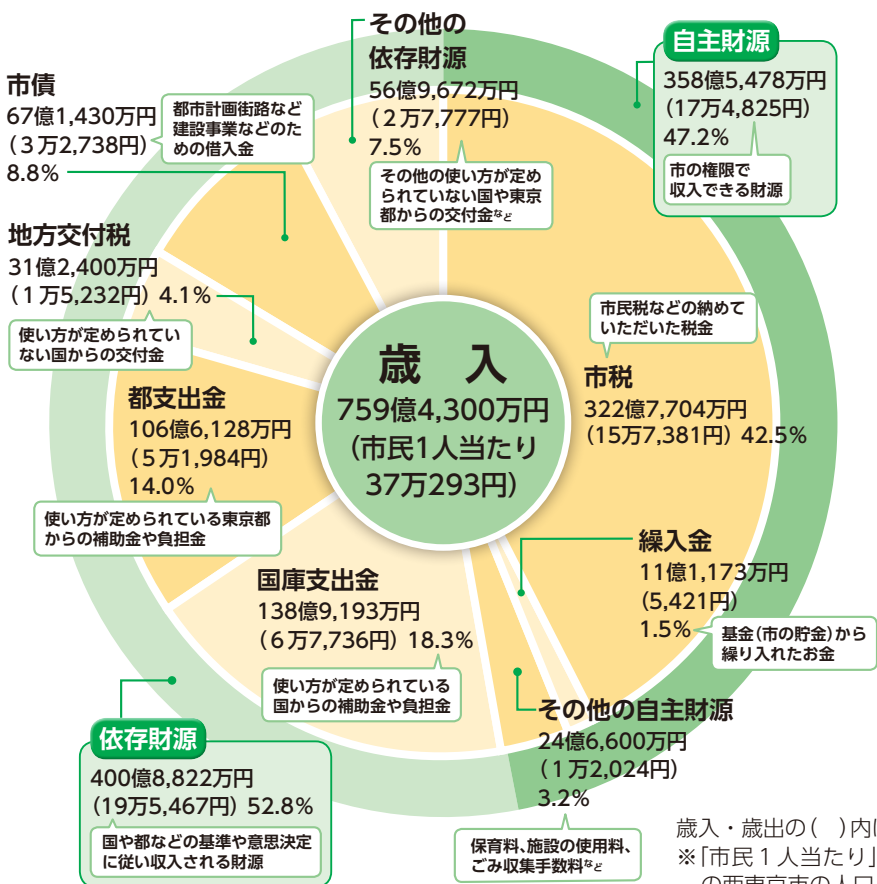 その他の
依存財源
56億9,672万円
(2万7,777円)
7.5%
その他の使い方が定め
られていない国や東京
都からの交付金など
自主財源
358億5,478万円
(17万4,825円)
47.2%
市の権限で
収入できる財源
市債
67億1,430万円
(3万2,738円)
8.8%
都市計画街路など
建設事業などのた
めの借入金
地方交付税
31億2,400万円
(1万5,232円) 4.1%
使い方が定められてい
ない国からの交付金
市民税などの納めて
いただいた税金
市税
322億7,704万円
(15万7,381円) 42.5%
歳 入
759億4,300万円
(市民1人当たり
37万293円)
都支出金
106億6,128万円
(5万1,984円)
14.0%
使い方が定められている東京都
からの補助金や負担金
繰入金
11億1,173万円
(5,421円)
1.5%
基金(市の貯金)から
繰り入れたお金
国庫支出金
138億9,193万円
(6万7,736円) 18.3%
使い方が定められている
国からの補助金や負担金
その他の自主財源
24億6,600万円
(1万2,024円)
3.2%
保育料、施設の使用料、
ごみ収集手数料など
依存財源
400億8,822万円
(19万5,467円) 52.8%
国や都などの基準や意思決定
に従い収入される財源
歳入・歳出の( )内に
※「市民1人当たり」
の西東京市の人口